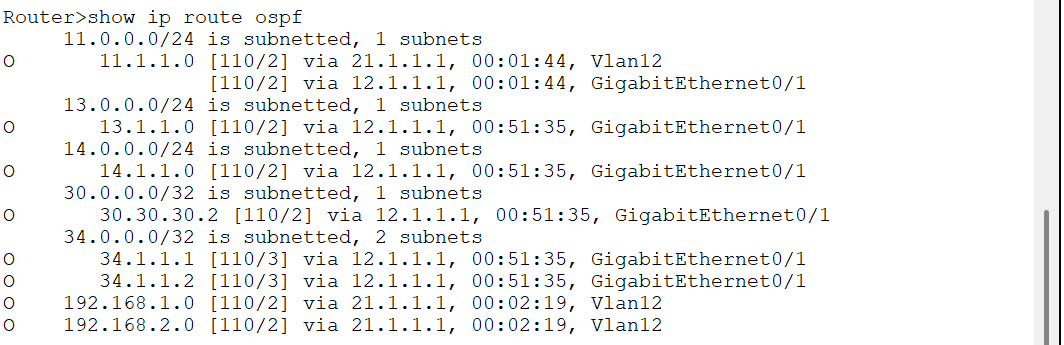 Router>show ip route ospf
     11.0.0.0/24 is subnetted, 1 subnets
O       11.1.1.0 [110/2] via 21.1.1.1, 00:01:44, Vlan12
                 [110/2] via 12.1.1.1, 00:01:44, GigabitEthernet0/1
     13.0.0.0/24 is subnetted, 1 subnets
O       13.1.1.0 [110/2] via 12.1.1.1, 00:51:35, GigabitEthernet0/1
     14.0.0.0/24 is subnetted, 1 subnets
O       14.1.1.0 [110/2] via 12.1.1.1, 00:51:35, GigabitEthernet0/1
     30.0.0.0/32 is subnetted, 1 subnets
O       30.30.30.2 [110/2] via 12.1.1.1, 00:51:35, GigabitEthernet0/1
     34.0.0.0/32 is subnetted, 2 subnets
O       34.1.1.1 [110/3] via 12.1.1.1, 00:51:35, GigabitEthernet0/1
O       34.1.1.2 [110/3] via 12.1.1.1, 00:51:35, GigabitEthernet0/1
O    192.168.1.0 [110/2] via 21.1.1.1, 00:02:19, Vlan12
O    192.168.2.0 [110/2] via 21.1.1.1, 00:02:19, Vlan12